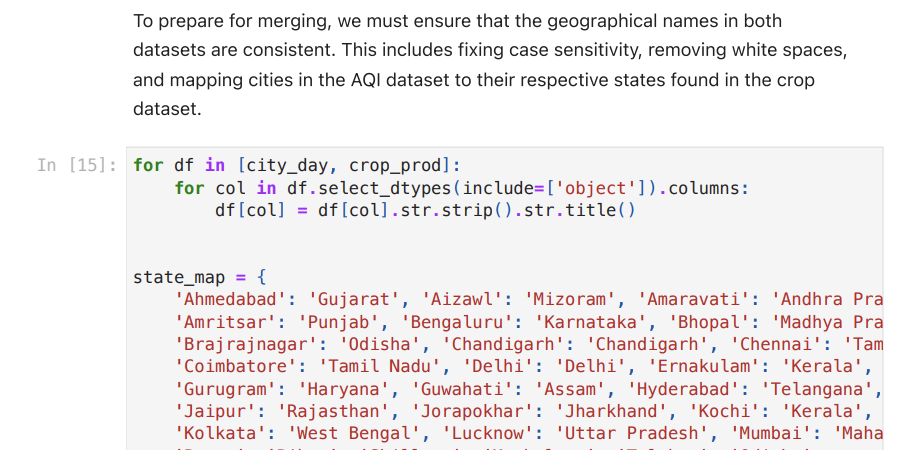 To prepare for merging, we must ensure that the geographical names in both
datasets are consistent. This includes fixing case sensitivity, removing white spaces,
and mapping cities in the AQI dataset to their respective states found in the crop
dataset.
In [15]: for df in [city_day, crop_prod]:
    for col in df.select_dtypes(include=['object']).columns:
        df[col] = df[col].str.strip().str.title()
state_map = {
    'Ahmedabad': 'Gujarat', 'Aizawl': 'Mizoram', 'Amaravati': 'Andhra Pra
    'Amritsar': 'Punjab', 'Bengaluru': 'Karnataka', 'Bhopal': 'Madhya Pra
    'Brajrajnagar': 'Odisha', 'Chandigarh': 'Chandigarh', 'Chennai': 'Tam
    'Coimbatore': 'Tamil Nadu', 'Delhi': 'Delhi', 'Ernakulam': 'Kerala',
    'Gurugram': 'Haryana', 'Guwahati': 'Assam', 'Hyderabad': 'Telangana',
    'Jaipur': 'Rajasthan', 'Jorapokhar': 'Jharkhand', 'Kochi': 'Kerala',
    'Kolkata': 'West Bengal', 'Lucknow': 'Uttar Pradesh', 'Mumbai': 'Maha